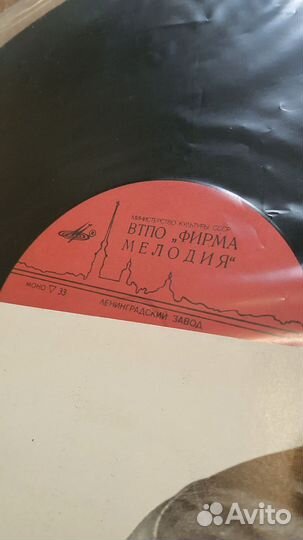 МИНИСТЕРСТВО КУЛЬТУРЫ СССР
ВТПО „ФИРМА
МЕЛОДИЯ“
МОНО ▽ 33
ЛЕНИНГРАДСКИЙ ЗАВОД
Avito